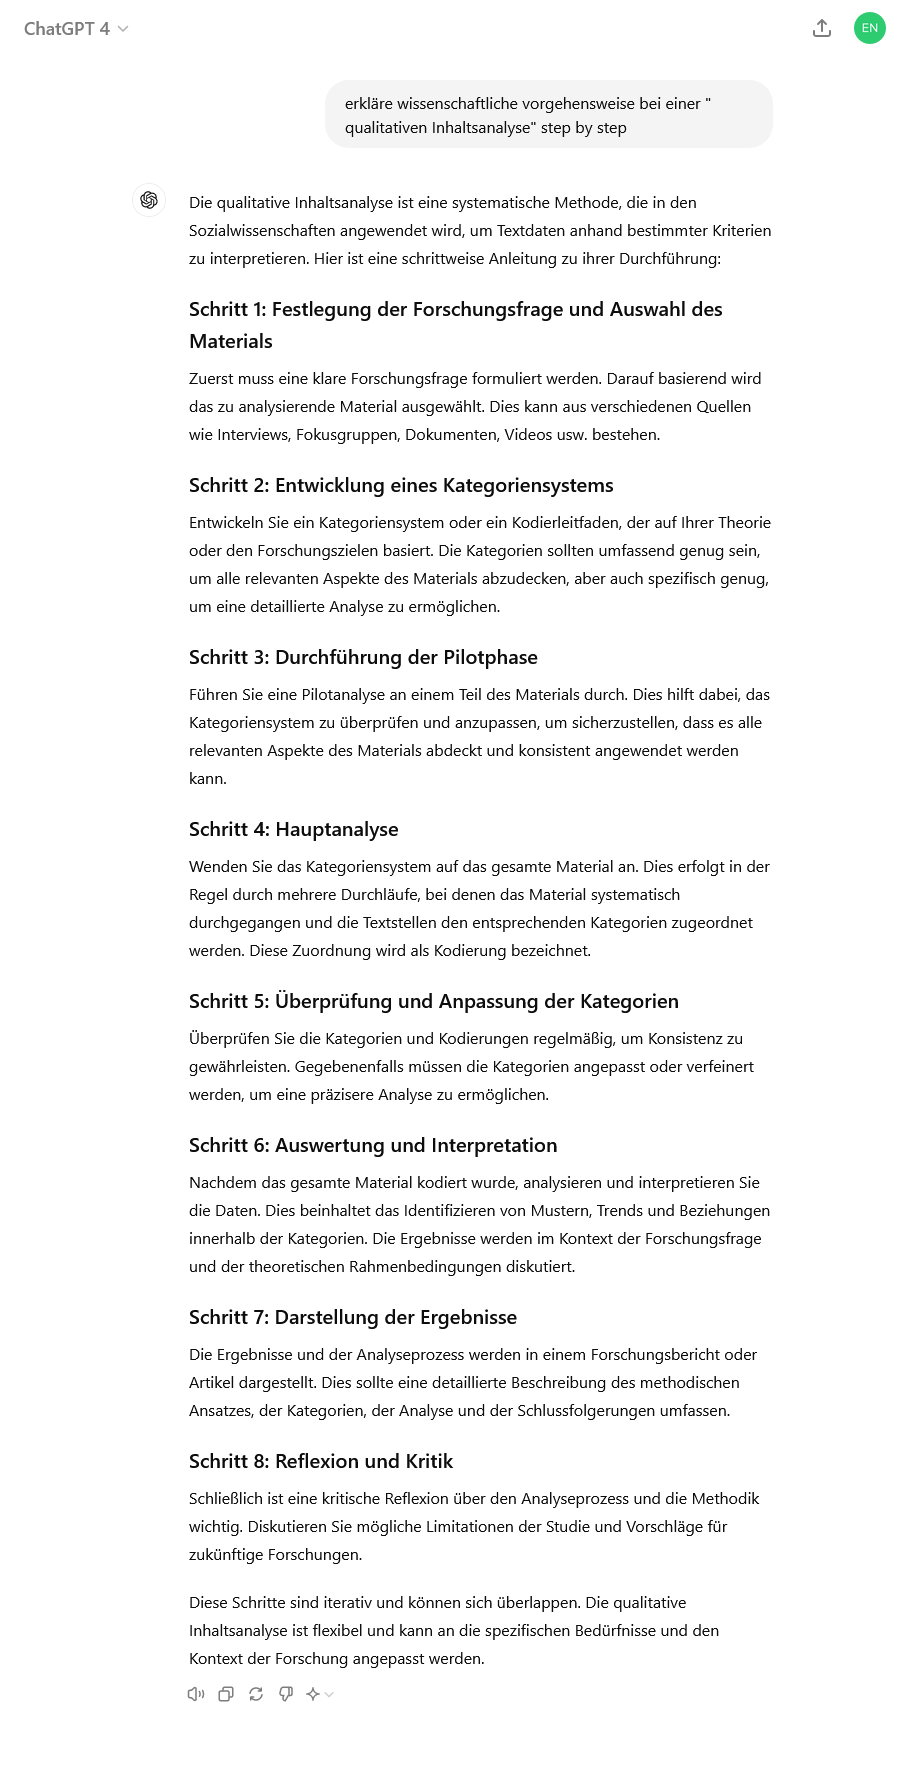 ChatGPT 4
EN
erkläre wissenschaftliche vorgehensweise bei einer "
qualitativen Inhaltsanalyse" step by step
Die qualitative Inhaltsanalyse ist eine systematische Methode, die in den
Sozialwissenschaften angewendet wird, um Textdaten anhand bestimmter Kriterien
zu interpretieren. Hier ist eine schrittweise Anleitung zu ihrer Durchführung:
Schritt 1: Festlegung der Forschungsfrage und Auswahl des
Materials
Zuerst muss eine klare Forschungsfrage formuliert werden. Darauf basierend wird
das zu analysierende Material ausgewählt. Dies kann aus verschiedenen Quellen
wie Interviews, Fokusgruppen, Dokumenten, Videos usw. bestehen.
Schritt 2: Entwicklung eines Kategoriensystems
Entwickeln Sie ein Kategoriensystem oder ein Kodierleitfaden, der auf Ihrer Theorie
oder den Forschungszielen basiert. Die Kategorien sollten umfassend genug sein,
um alle relevanten Aspekte des Materials abzudecken, aber auch spezifisch genug,
um eine detaillierte Analyse zu ermöglichen.
Schritt 3: Durchführung der Pilotphase
Führen Sie eine Pilotanalyse an einem Teil des Materials durch. Dies hilft dabei, das
Kategoriensystem zu überprüfen und anzupassen, um sicherzustellen, dass es alle
relevanten Aspekte des Materials abdeckt und konsistent angewendet werden
kann.
Schritt 4: Hauptanalyse
Wenden Sie das Kategoriensystem auf das gesamte Material an. Dies erfolgt in der
Regel durch mehrere Durchläufe, bei denen das Material systematisch
durchgegangen und die Textstellen den entsprechenden Kategorien zugeordnet
werden. Diese Zuordnung wird als Kodierung bezeichnet.
Schritt 5: Überprüfung und Anpassung der Kategorien
Überprüfen Sie die Kategorien und Kodierungen regelmäßig, um Konsistenz zu
gewährleisten. Gegebenenfalls müssen die Kategorien angepasst oder verfeinert
werden, um eine präzisere Analyse zu ermöglichen.
Schritt 6: Auswertung und Interpretation
Nachdem das gesamte Material kodiert wurde, analysieren und interpretieren Sie
die Daten. Dies beinhaltet das Identifizieren von Mustern, Trends und Beziehungen
innerhalb der Kategorien. Die Ergebnisse werden im Kontext der Forschungsfrage
und der theoretischen Rahmenbedingungen diskutiert.
Schritt 7: Darstellung der Ergebnisse
Die Ergebnisse und der Analyseprozess werden in einem Forschungsbericht oder
Artikel dargestellt. Dies sollte eine detaillierte Beschreibung des methodischen
Ansatzes, der Kategorien, der Analyse und der Schlussfolgerungen umfassen.
Schritt 8: Reflexion und Kritik
Schließlich ist eine kritische Reflexion über den Analyseprozess und die Methodik
wichtig. Diskutieren Sie mögliche Limitationen der Studie und Vorschläge für
zukünftige Forschungen.
Diese Schritte sind iterativ und können sich überlappen. Die qualitative
Inhaltsanalyse ist flexibel und kann an die spezifischen Bedürfnisse und den
Kontext der Forschung angepasst werden.